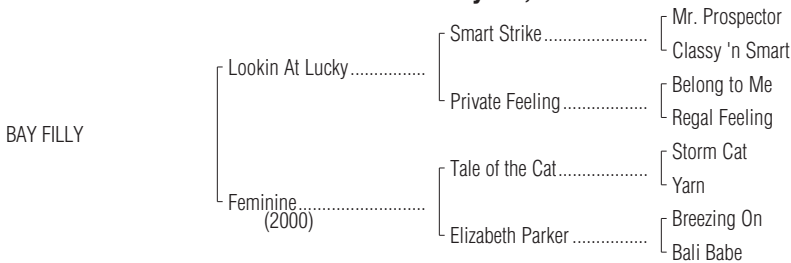 Mr. Prospector
Smart Strike......................
Classy 'n Smart
Lookin At Lucky................
Belong to Me
Private Feeling.................
Regal Feeling
BAY FILLY
Storm Cat
Tale of the Cat..................
Yarn
Feminine.........................
(2000)
Breezing On
Elizabeth Parker ...............
Bali Babe